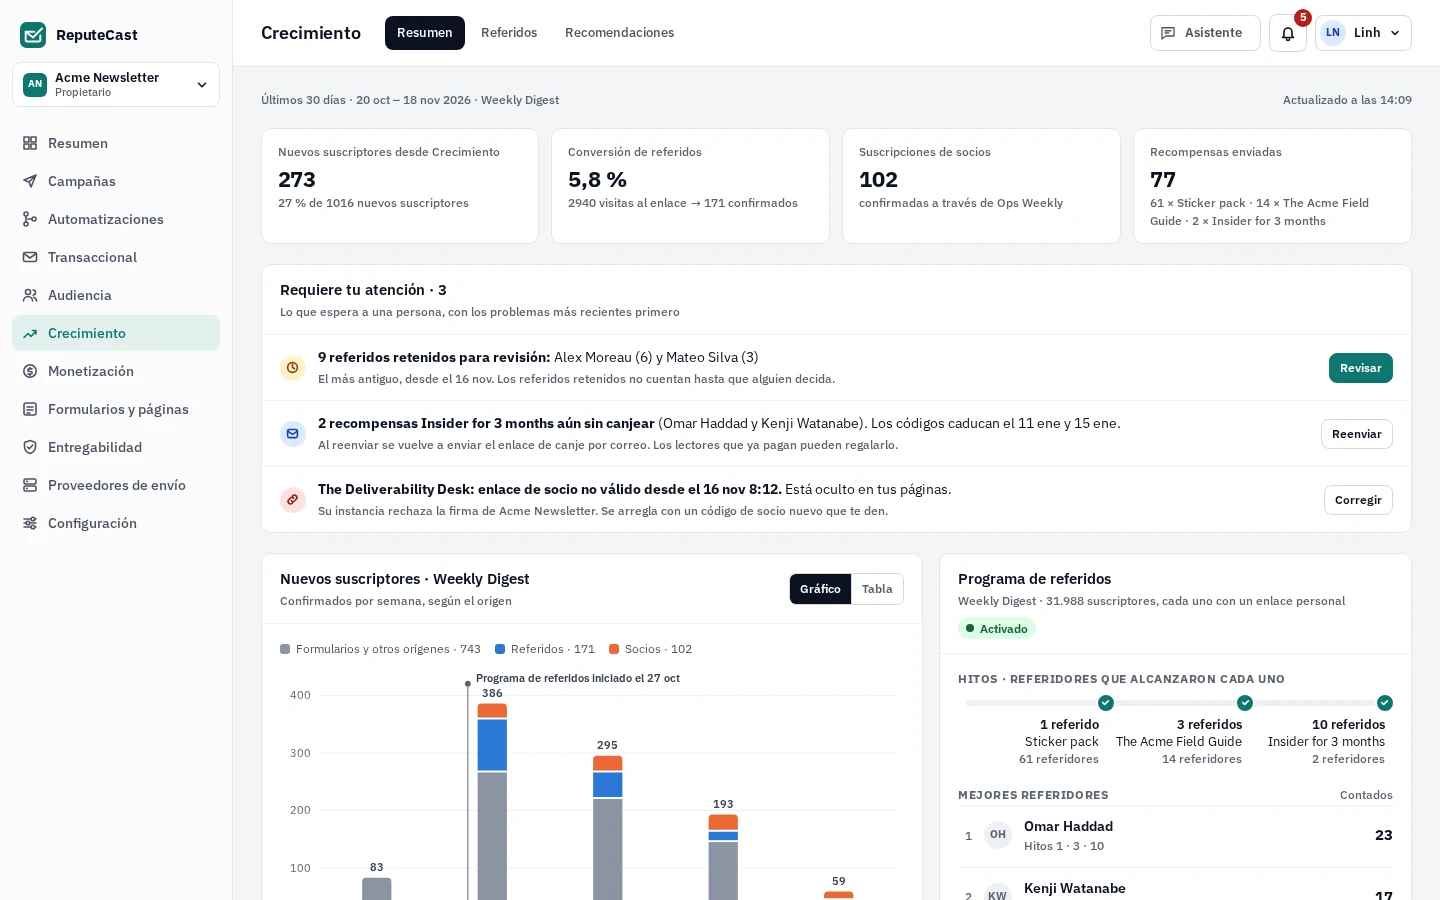 ReputeCast
AN
Acme Newsletter
Propietario
Resumen
Campañas
Automatizaciones
Transaccional
Audiencia
Crecimiento
Monetización
Formularios y páginas
Entregabilidad
Proveedores de envío
Configuración
Crecimiento
Resumen
Referidos
Recomendaciones
Asistente
5
LN
Linh
Últimos 30 días · 20 oct – 18 nov 2026 · Weekly Digest
Actualizado a las 14:09
Nuevos suscriptores desde Crecimiento
273
27 % de 1016 nuevos suscriptores
Conversión de referidos
5,8 %
2940 visitas al enlace → 171 confirmados
Suscripciones de socios
102
confirmadas a través de Ops Weekly
Recompensas enviadas
77
61 × Sticker pack · 14 × The Acme Field
Guide · 2 × Insider for 3 months
Requiere tu atención · 3
Lo que espera a una persona, con los problemas más recientes primero
9 referidos retenidos para revisión: Alex Moreau (6) y Mateo Silva (3)
El más antiguo, desde el 16 nov. Los referidos retenidos no cuentan hasta que alguien decida.
Revisar
2 recompensas Insider for 3 months aún sin canjear (Omar Haddad y Kenji Watanabe). Los códigos caducan el 11 ene y 15 ene.
Al reenviar se vuelve a enviar el enlace de canje por correo. Los lectores que ya pagan pueden regalarlo.
Reenviar
The Deliverability Desk: enlace de socio no válido desde el 16 nov 8:12. Está oculto en tus páginas.
Su instancia rechaza la firma de Acme Newsletter. Se arregla con un código de socio nuevo que te den.
Corregir
Nuevos suscriptores · Weekly Digest
Confirmados por semana, según el origen
Gráfico
Tabla
Formularios y otros orígenes · 743
Referidos · 171
Socios · 102
Programa de referidos iniciado el 27 oct
400
300
200
100
83
386
295
193
59
Programa de referidos
Weekly Digest · 31.988 suscriptores, cada uno con un enlace personal
Activado
HITOS · REFERIDORES QUE ALCANZARON CADA UNO
1 referido
Sticker pack
61 referidores
3 referidos
The Acme Field Guide
14 referidores
10 referidos
Insider for 3 months
2 referidores
MEJORES REFERIDORES
Contados
1
OH
Omar Haddad
Hitos 1 · 3 · 10
23
2
KW
Kenji Watanabe
17